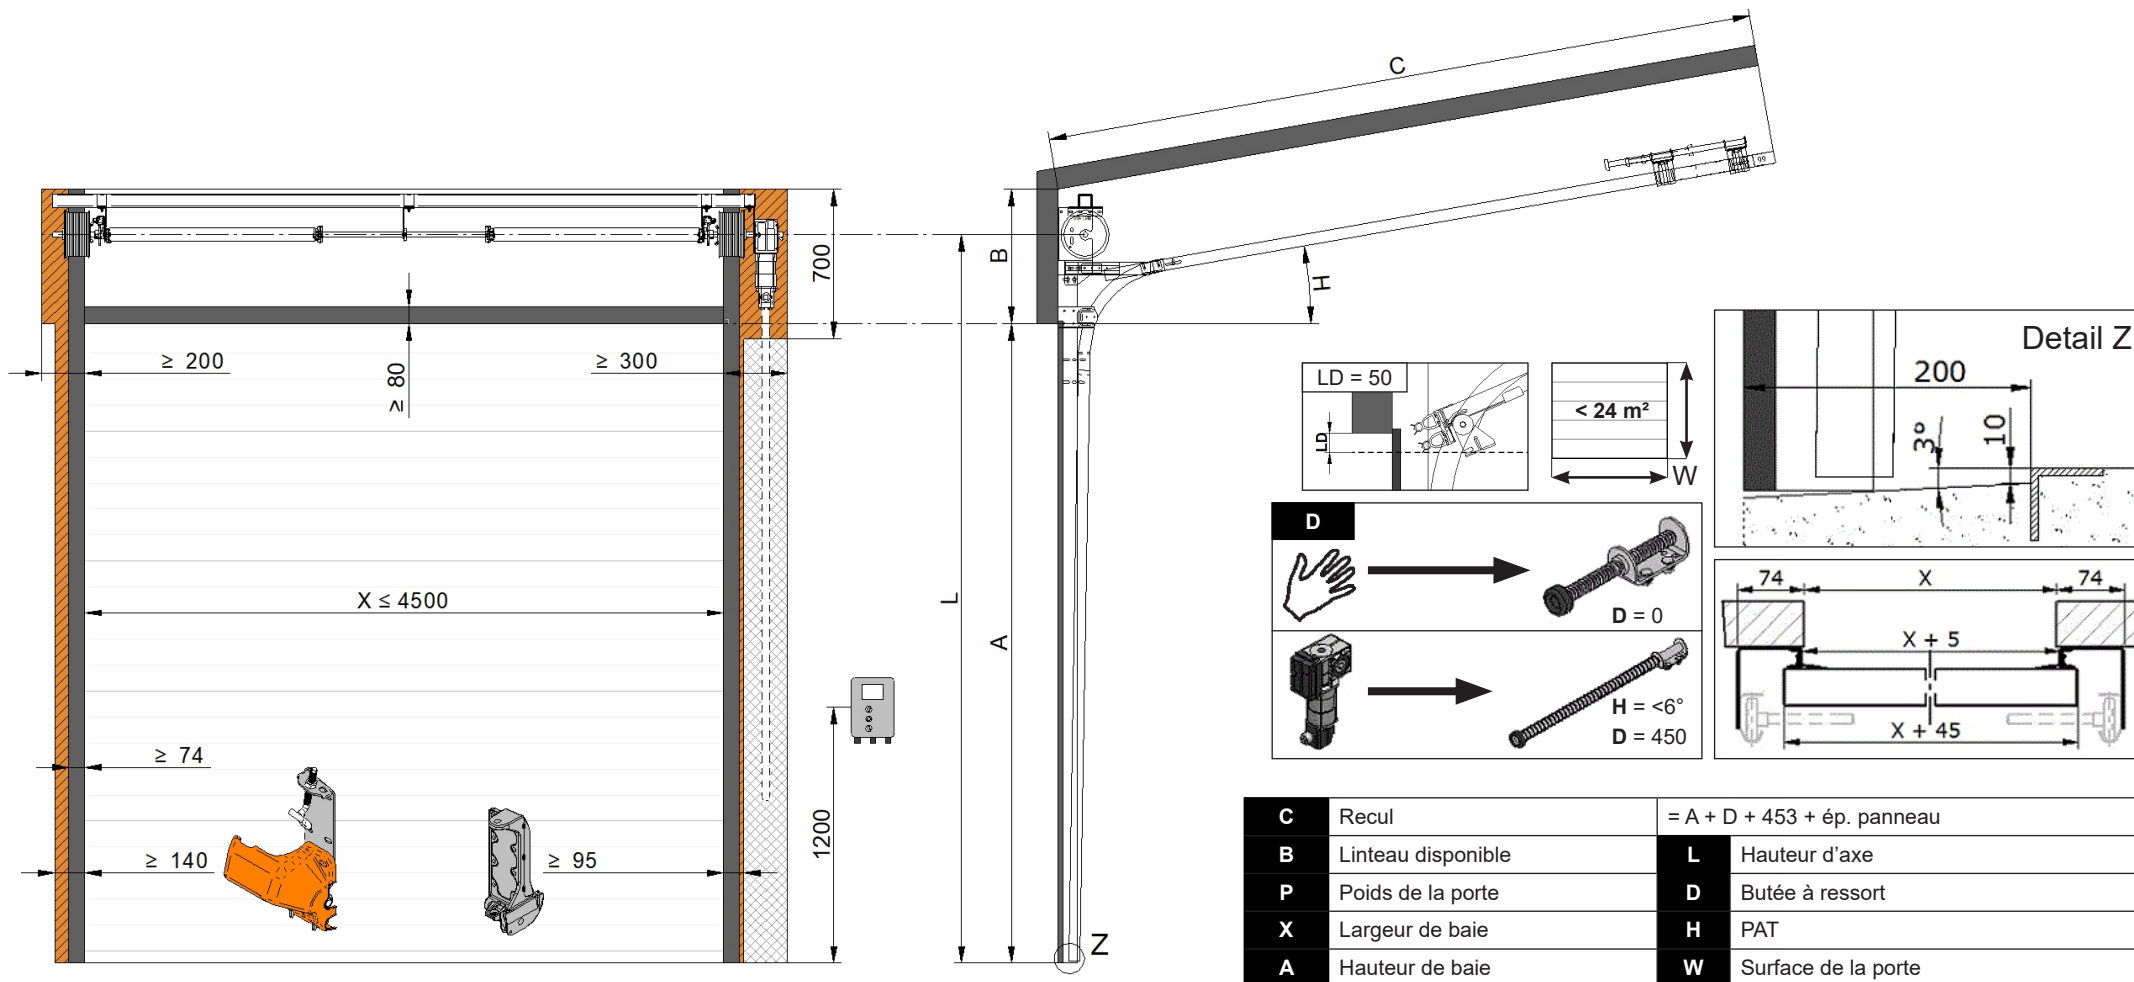 C
B
700
H
≥ 200
≥ 80
≥ 300
LD = 50
LD
< 24 m²
W
Detail Z
200
3°
10
D
D = 0
H = <6°
D = 450
74
X
74
X + 5
X + 45
X ≤ 4500
L
A
≥ 74
≥ 140
≥ 95
1200
Z
C Recul = A + D + 453 + ép. panneau
B Linteau disponible L Hauteur d'axe
P Poids de la porte D Butée à ressort
X Largeur de baie H PAT
A Hauteur de baie W Surface de la porte